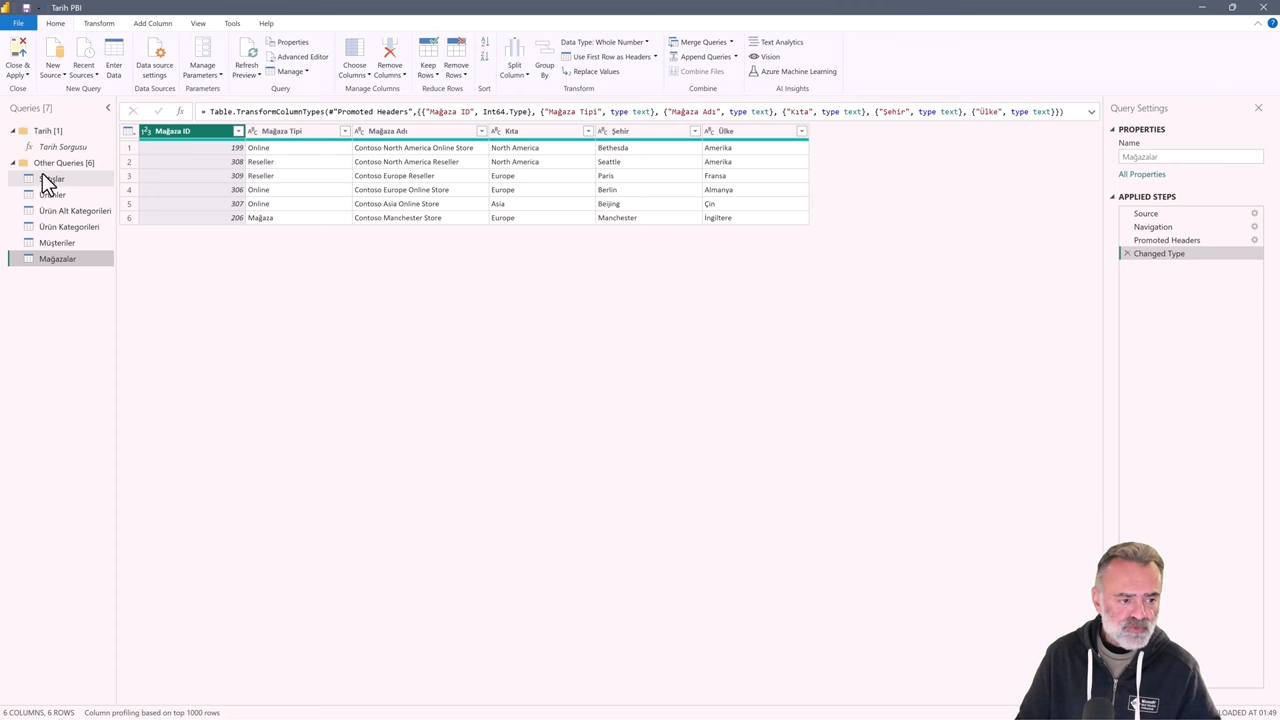 Tarih PBI
File Home Transform Add Column View Tools Help
Close & Apply
New Source
Recent Sources
Enter Data
Data source settings
Manage Parameters
Refresh Preview
Properties
Advanced Editor
Manage
Choose Columns
Remove Columns
Keep Rows
Remove Rows
Split Column
Group By
Data Type: Whole Number
Use First Row as Headers
Replace Values
Merge Queries
Append Queries
Combine Files
Text Analytics
Vision
Azure Machine Learning
Close New Query Data Sources Parameters Query Manage Columns Reduce Rows Sort Transform Combine AI Insights
Queries [7]
Tarih [1]
Tarih Sorgusu
Other Queries [6]
Ürün Alt Kategorileri
Ürün Kategorileri
Müşteriler
Mağazalar
= Table.TransformColumnTypes(#"Promoted Headers",{{"Mağaza ID", Int64.Type}, {"Mağaza Tipi", type text}, {"Mağaza Adı", type text}, {"Kıta", type text}, {"Şehir", type text}, {"Ülke", type text}})
Mağaza ID Mağaza Tipi Mağaza Adı Kıta Şehir Ülke
1 199 Online Contoso North America Online Store North America Bethesda Amerika
2 308 Reseller Contoso North America Reseller North America Seattle Amerika
3 309 Reseller Contoso Europe Reseller Europe Paris Fransa
4 306 Online Contoso Europe Online Store Europe Berlin Almanya
5 307 Online Contoso Asia Online Store Asia Beijing Çin
6 206 Mağaza Contoso Manchester Store Europe Manchester İngiltere
Query Settings
PROPERTIES
Name
Mağazalar
All Properties
APPLIED STEPS
Source
Navigation
Promoted Headers
Changed Type
6 COLUMNS, 6 ROWS Column profiling based on top 1000 rows
AT 01:49